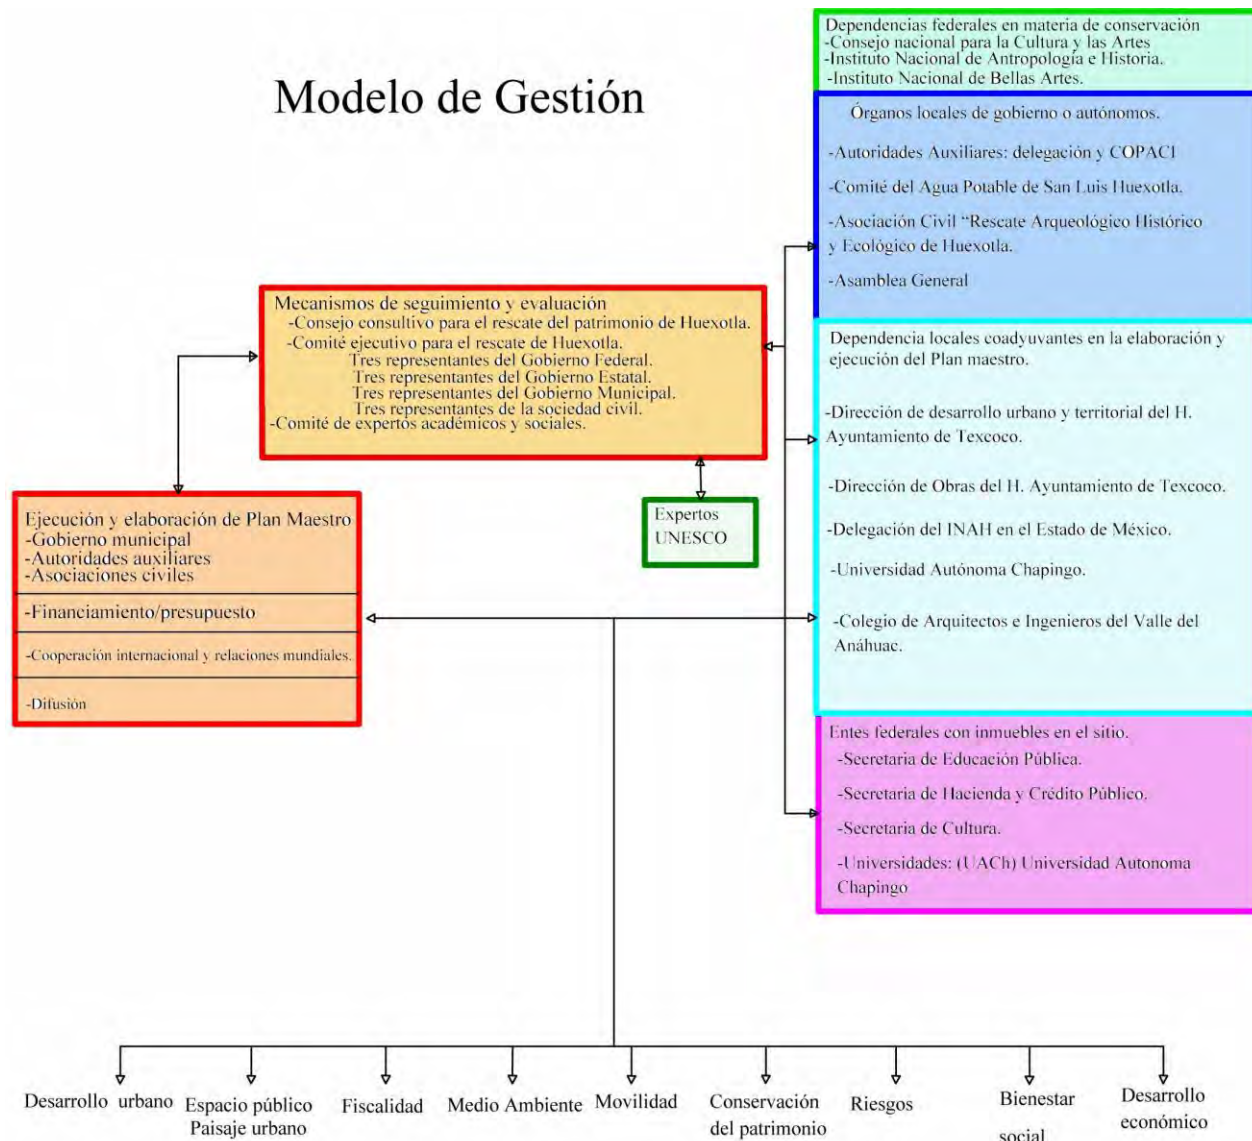 Modelo de Gestión
Dependencias federales en materia de conservación
-Consejo nacional para la Cultura y las Artes
-Instituto Nacional de Antropología e Historia.
-Instituto Nacional de Bellas Artes.
Órganos locales de gobierno o autónomos.
-Autoridades Auxiliares: delegación y COPACI
-Comité del Agua Potable de San Luis Huexotla.
-Asociación Civil “Rescate Arqueológico Histórico
y Ecológico de Huexotla.
-Asamblea General
Mecanismos de seguimiento y evaluación
-Consejo consultivo para el rescate del patrimonio de Huexotla.
-Comité ejecutivo para el rescate de Huexotla.
Tres representantes del Gobierno Federal.
Tres representantes del Gobierno Estatal.
Tres representantes del Gobierno Municipal.
Tres representantes de la sociedad civil.
-Comité de expertos académicos y sociales.
Dependencia locales coadyuvantes en la elaboración y
ejecución del Plan maestro.
-Dirección de desarrollo urbano y territorial del H.
Ayuntamiento de Texcoco.
-Dirección de Obras del H. Ayuntamiento de Texcoco.
-Delegación del INAH en el Estado de México.
-Universidad Autónoma Chapingo.
-Colegio de Arquitectos e Ingenieros del Valle del
Anáhuac.
Expertos
UNESCO
Ejecución y elaboración de Plan Maestro
-Gobierno municipal
-Autoridades auxiliares
-Asociaciones civiles
-Financiamiento/presupuesto
-Cooperación internacional y relaciones mundiales.
-Difusión
Entes federales con inmuebles en el sitio.
-Secretaria de Educación Pública.
-Secretaria de Hacienda y Crédito Público.
-Secretaria de Cultura.
-Universidades: (UACh) Universidad Autonoma
Chapingo
Desarrollo urbano
Espacio público
Paisaje urbano
Fiscalidad
Medio Ambiente
Movilidad
Conservación
del patrimonio
Riesgos
Bienestar
social
Desarrollo
económico